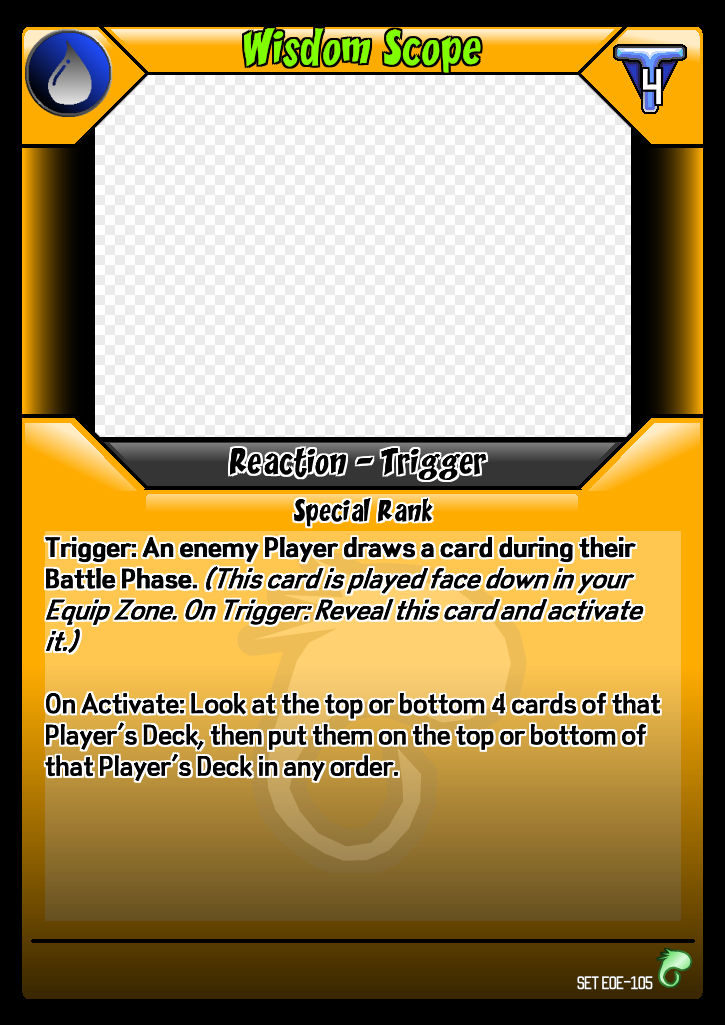 Wisdom Scope
4
Reaction - Trigger
Special Rank
Trigger: An enemy Player draws a card during their
Battle Phase. (This card is played face down in your
Equip Zone. On Trigger: Reveal this card and activate
it.)
On Activate: Look at the top or bottom 4 cards of that
Player's Deck, then put them on the top or bottom of
that Player's Deck in any order.
SET EOE-105